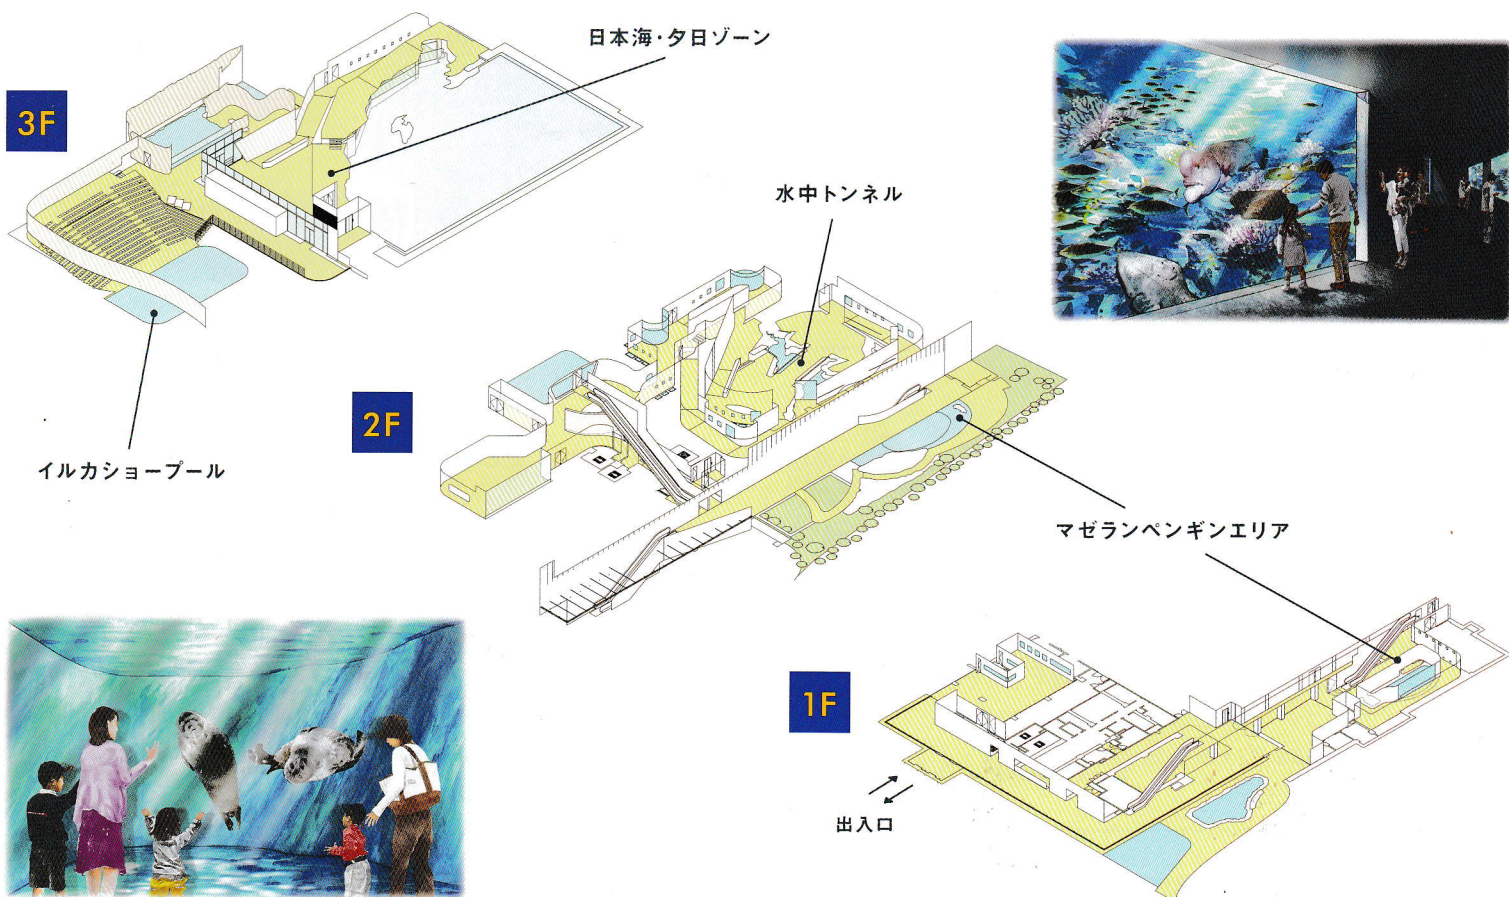 日本海・夕日ゾーン
3F
水中トンネル
2F
イルカショープール
マゼランペンギンエリア
1F
出入口